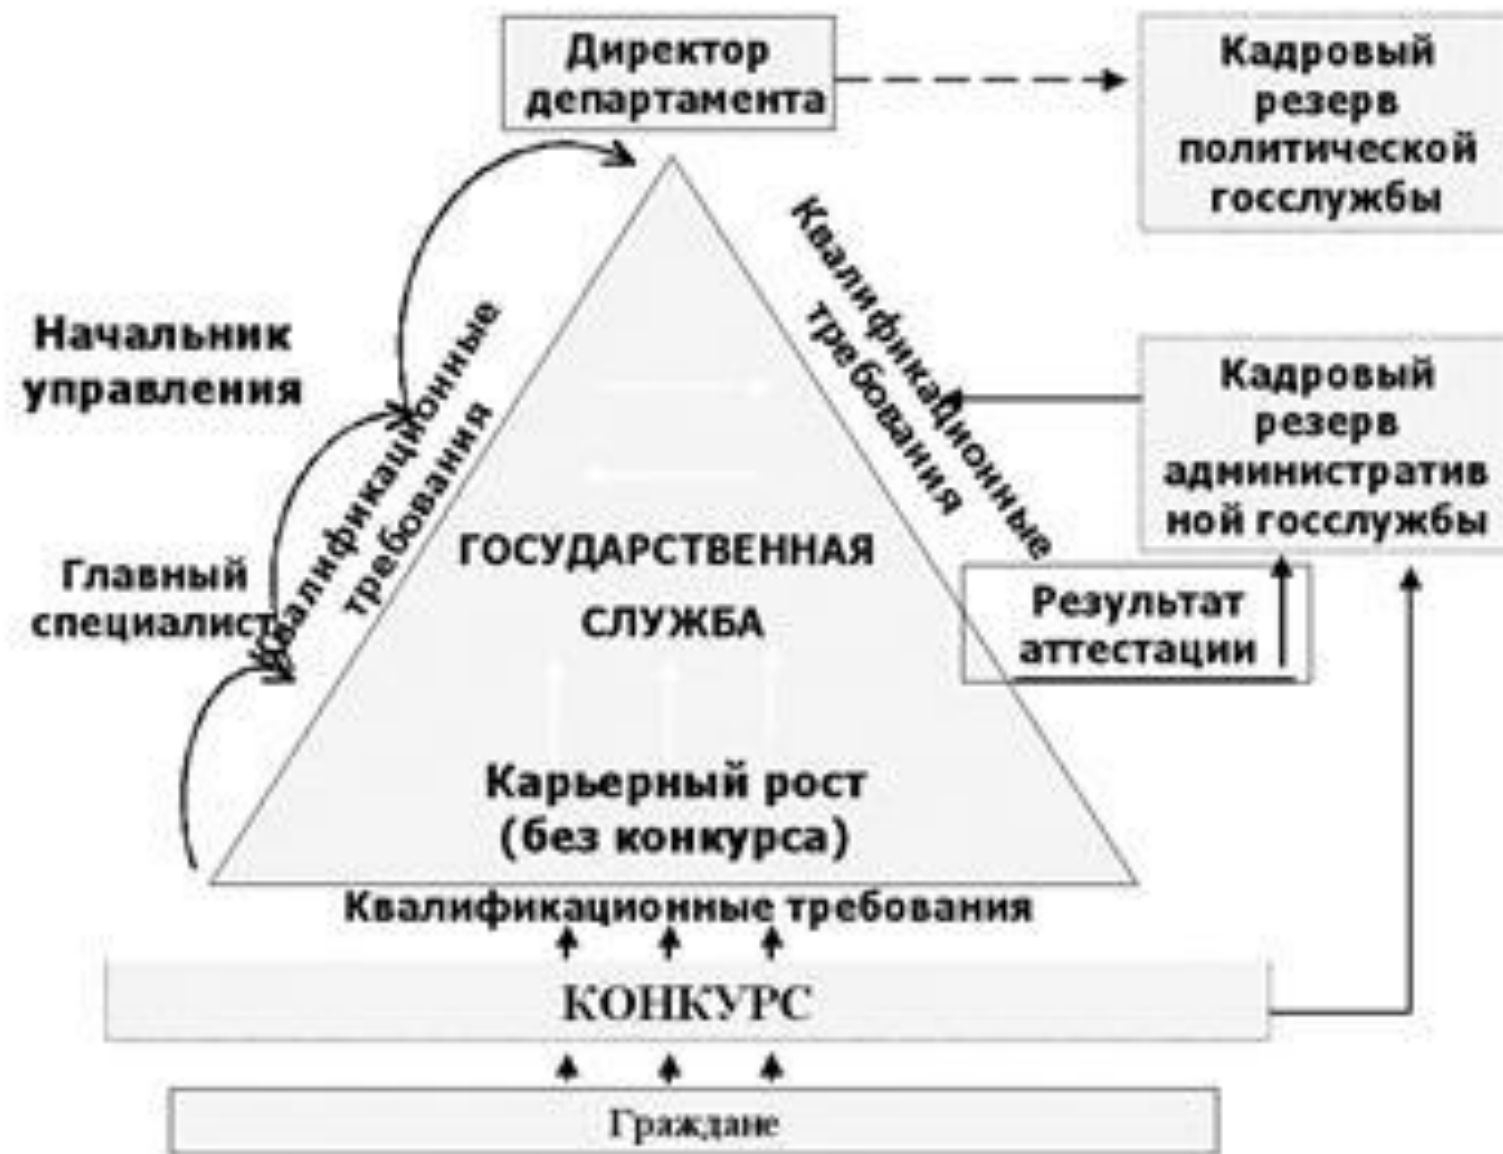 Директор
департамента
Кадровый
резерв
политической
госслужбы
Квалификационные
требования
Начальник
управления
Квалификационные
требования
Кадровый
резерв
административ
ной госслужбы
Главный
специалист
ГОСУДАРСТВЕННАЯ
СЛУЖБА
Результат
аттестации
Карьерный рост
(без конкурса)
Квалификационные требования
КОНКУРС
Граждане